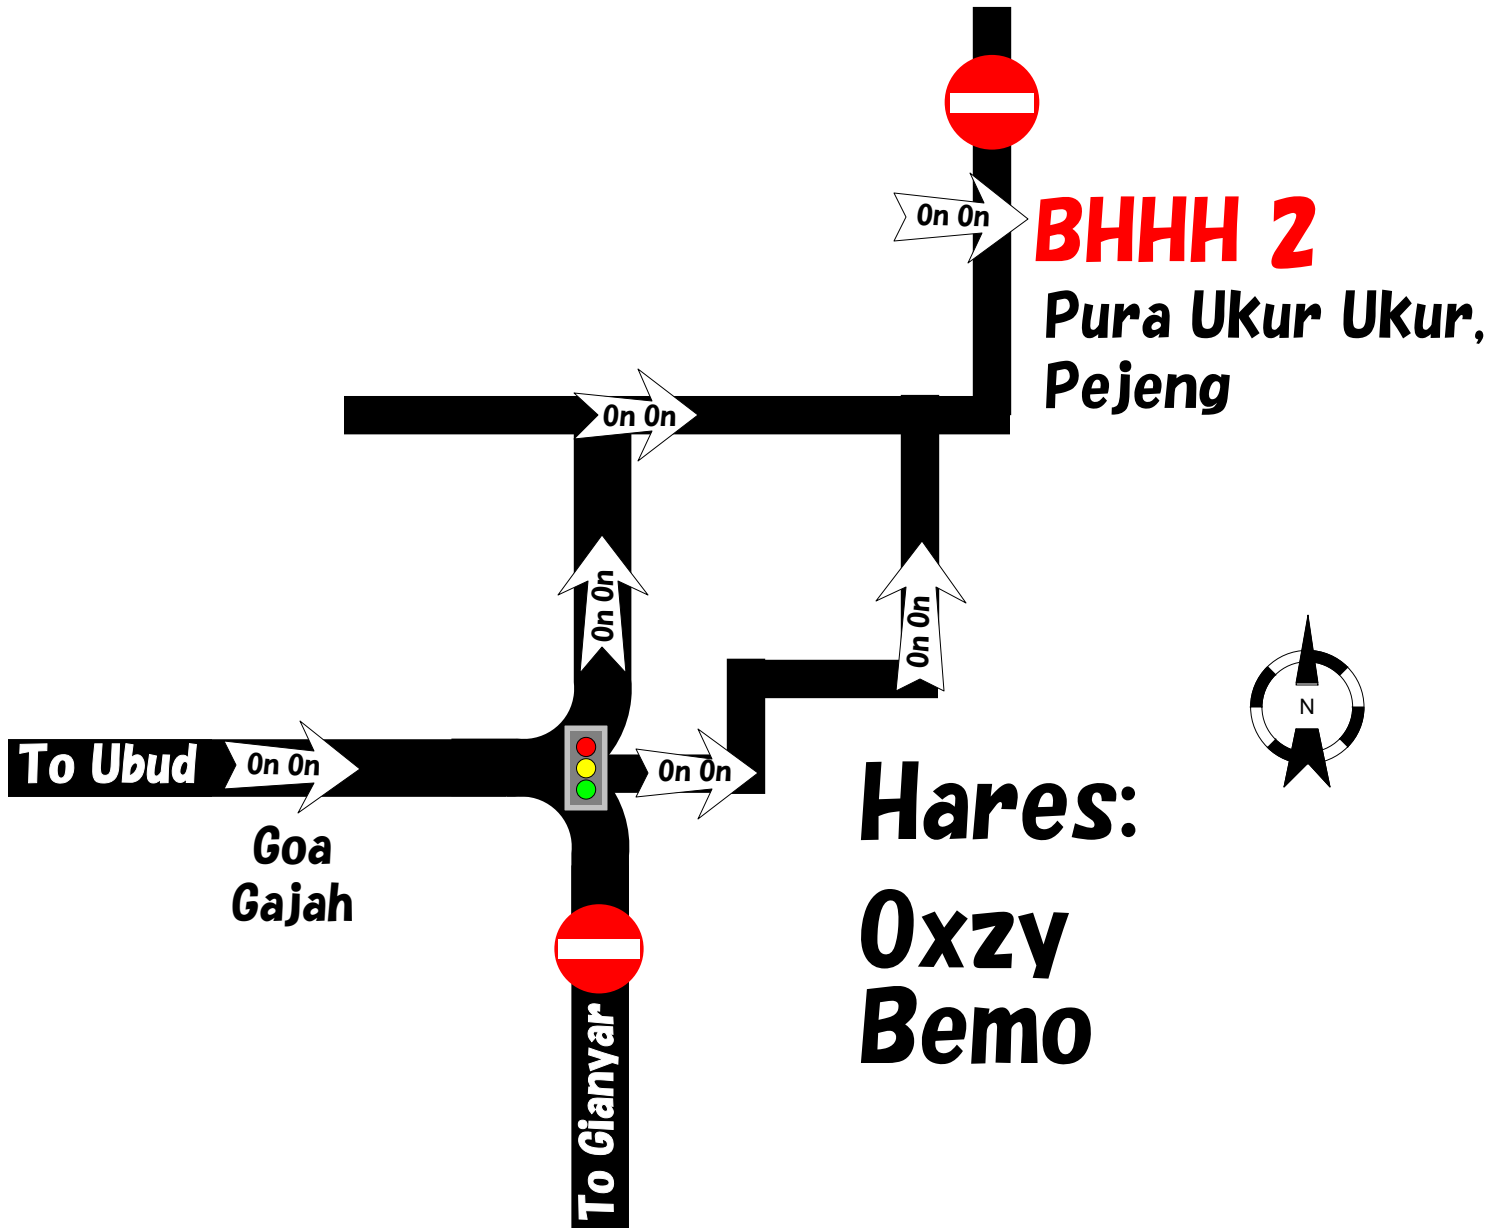 On On
BHHH 2
Pura Ukur Ukur,
Pejeng
On On
On On
On On
To Ubud
On On
On On
N
Goa
Gajah
Hares:
Oxzy
Bemo
To Gianyar